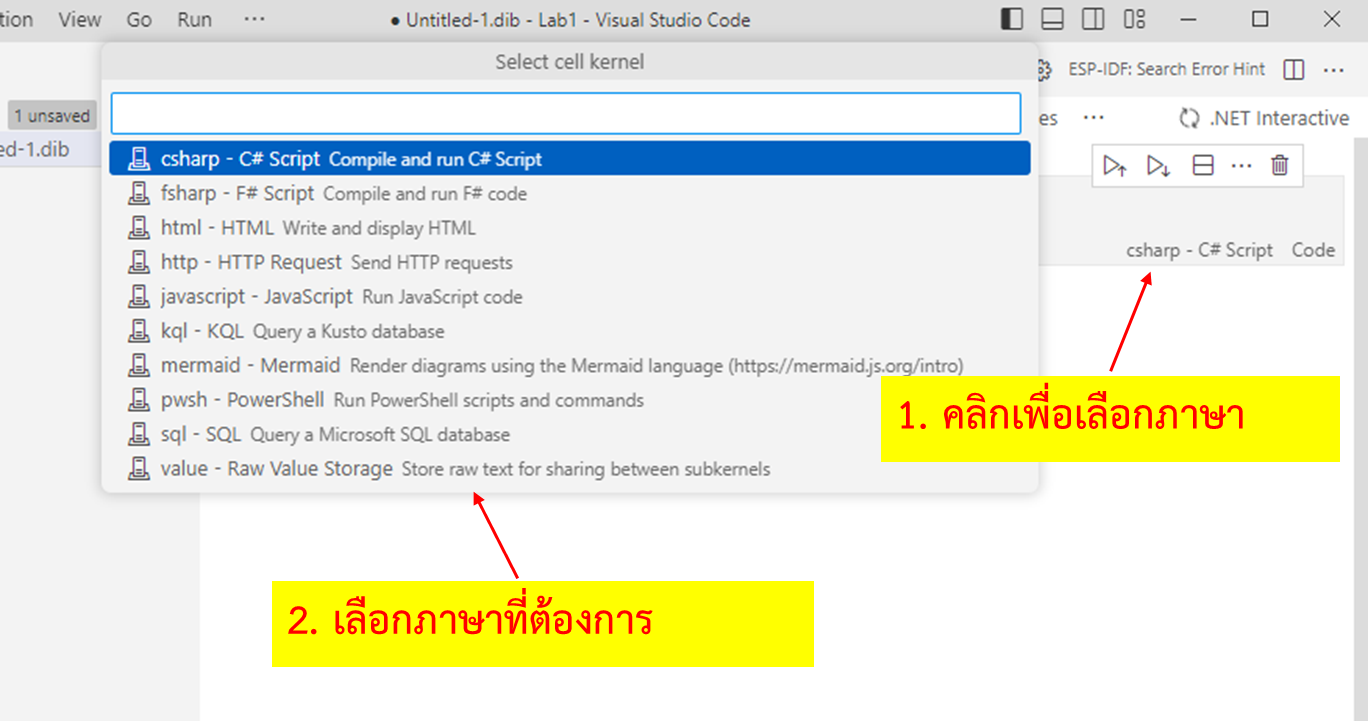 tion View Go Run ··· ● Untitled-1.dib - Lab1 - Visual Studio Code
Select cell kernel
ESP-IDF: Search Error Hint ···
1 unsaved
es ··· .NET Interactive
ed-1.dib
csharp - C# Script Compile and run C# Script
fsharp - F# Script Compile and run F# code
html - HTML Write and display HTML
http - HTTP Request Send HTTP requests
javascript - JavaScript Run JavaScript code
kql - KQL Query a Kusto database
mermaid - Mermaid Render diagrams using the Mermaid language (https://mermaid.js.org/intro)
pwsh - PowerShell Run PowerShell scripts and commands
sql - SQL Query a Microsoft SQL database
value - Raw Value Storage Store raw text for sharing between subkernels
csharp - C# Script Code
1. คลิกเพื่อเลือกภาษา
2. เลือกภาษาที่ต้องการ